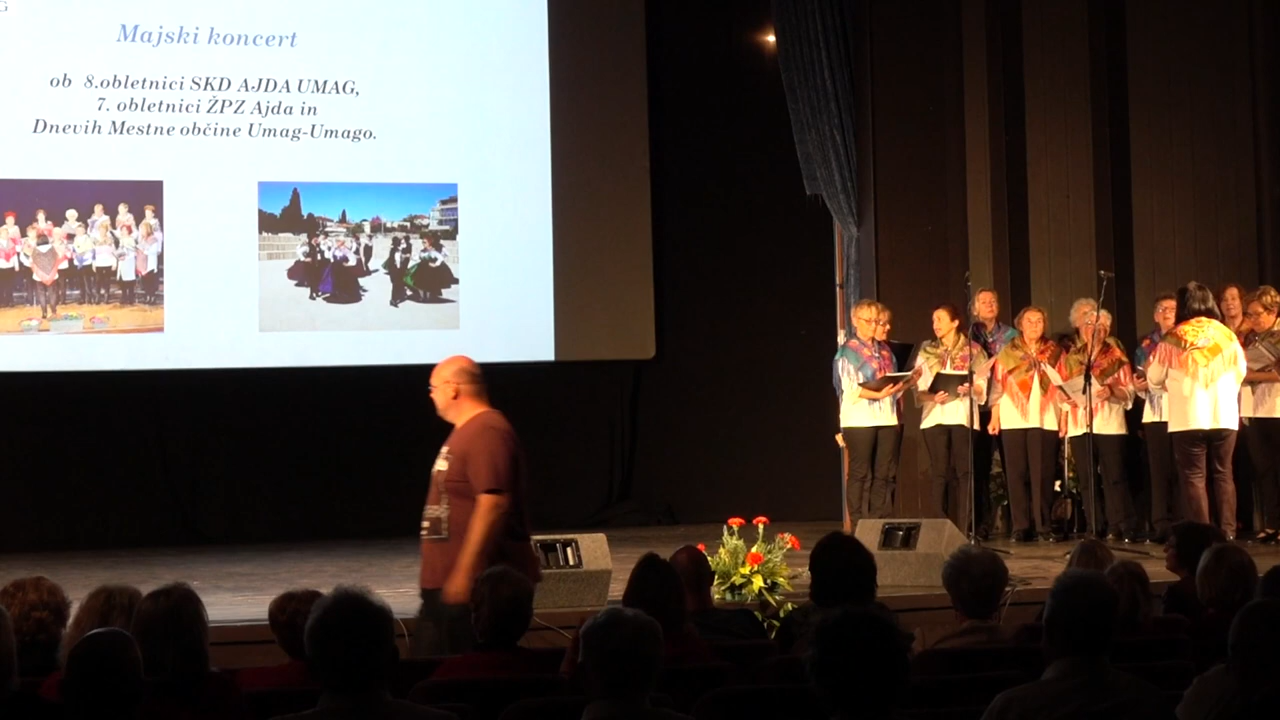 G
Majski koncert
ob 8.obletnici SKD AJDA UMAG,
7. obletnici ŽPZ Ajda in
Dnevih Mestne občine Umag-Umago.